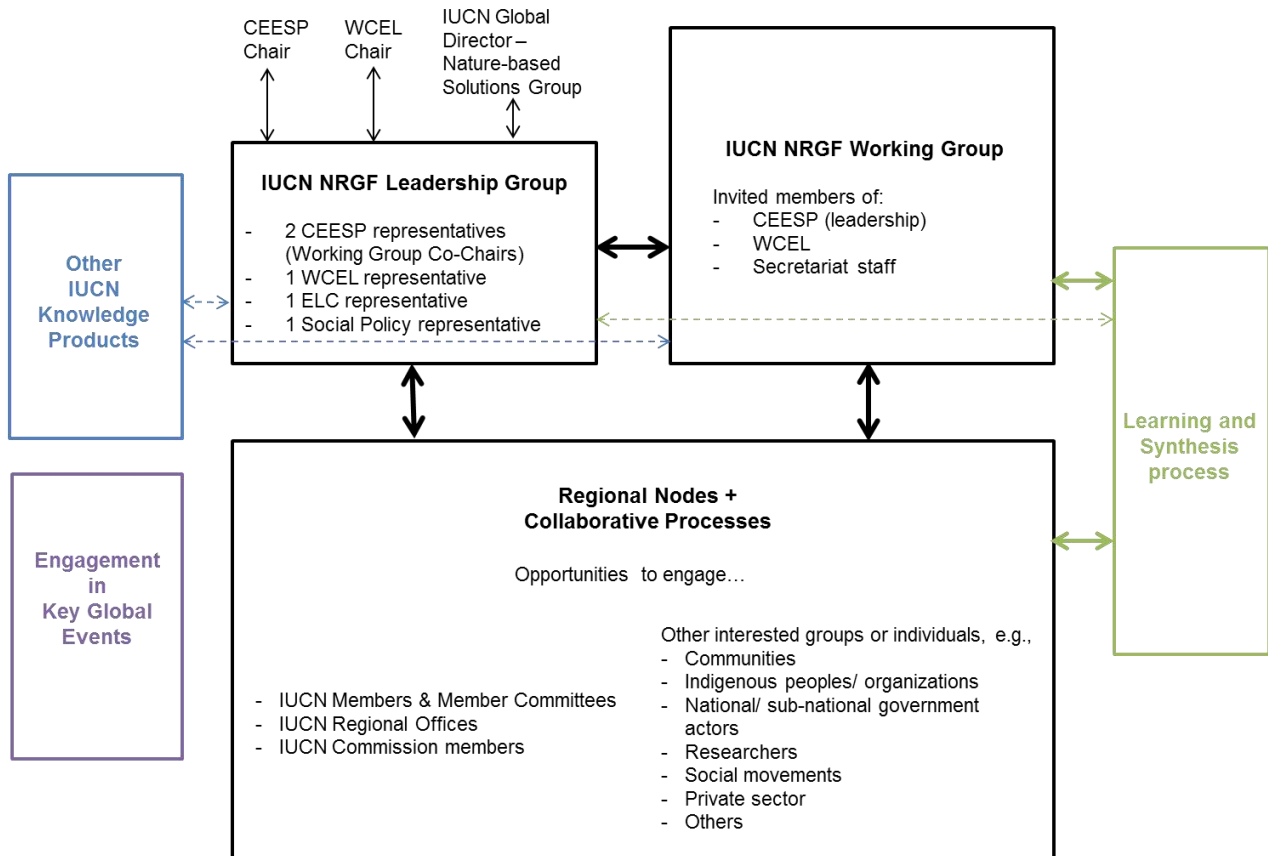 CEESP
Chair
WCEL
Chair
IUCN Global
Director –
Nature-based
Solutions Group
IUCN NRGF Leadership Group
- 2 CEESP representatives
(Working Group Co-Chairs)
- 1 WCEL representative
- 1 ELC representative
- 1 Social Policy representative
IUCN NRGF Working Group
Invited members of:
- CEESP (leadership)
- WCEL
- Secretariat staff
Other
IUCN
Knowledge
Products
Learning and
Synthesis
process
Engagement
in
Key Global
Events
Regional Nodes +
Collaborative Processes
Opportunities to engage…
- IUCN Members & Member Committees
- IUCN Regional Offices
- IUCN Commission members
Other interested groups or individuals, e.g.,
- Communities
- Indigenous peoples/ organizations
- National/ sub-national government
actors
- Researchers
- Social movements
- Private sector
- Others